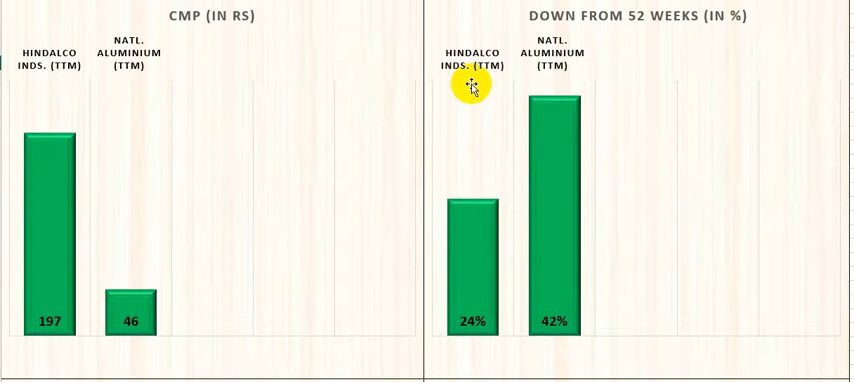 CMP (IN RS)
HINDALCO
INDS. (TTM)
NATL.
ALUMINIUM
(TTM)
197
46
DOWN FROM 52 WEEKS (IN %)
HINDALCO
INDS. (TTM)
NATL.
ALUMINIUM
(TTM)
24%
42%